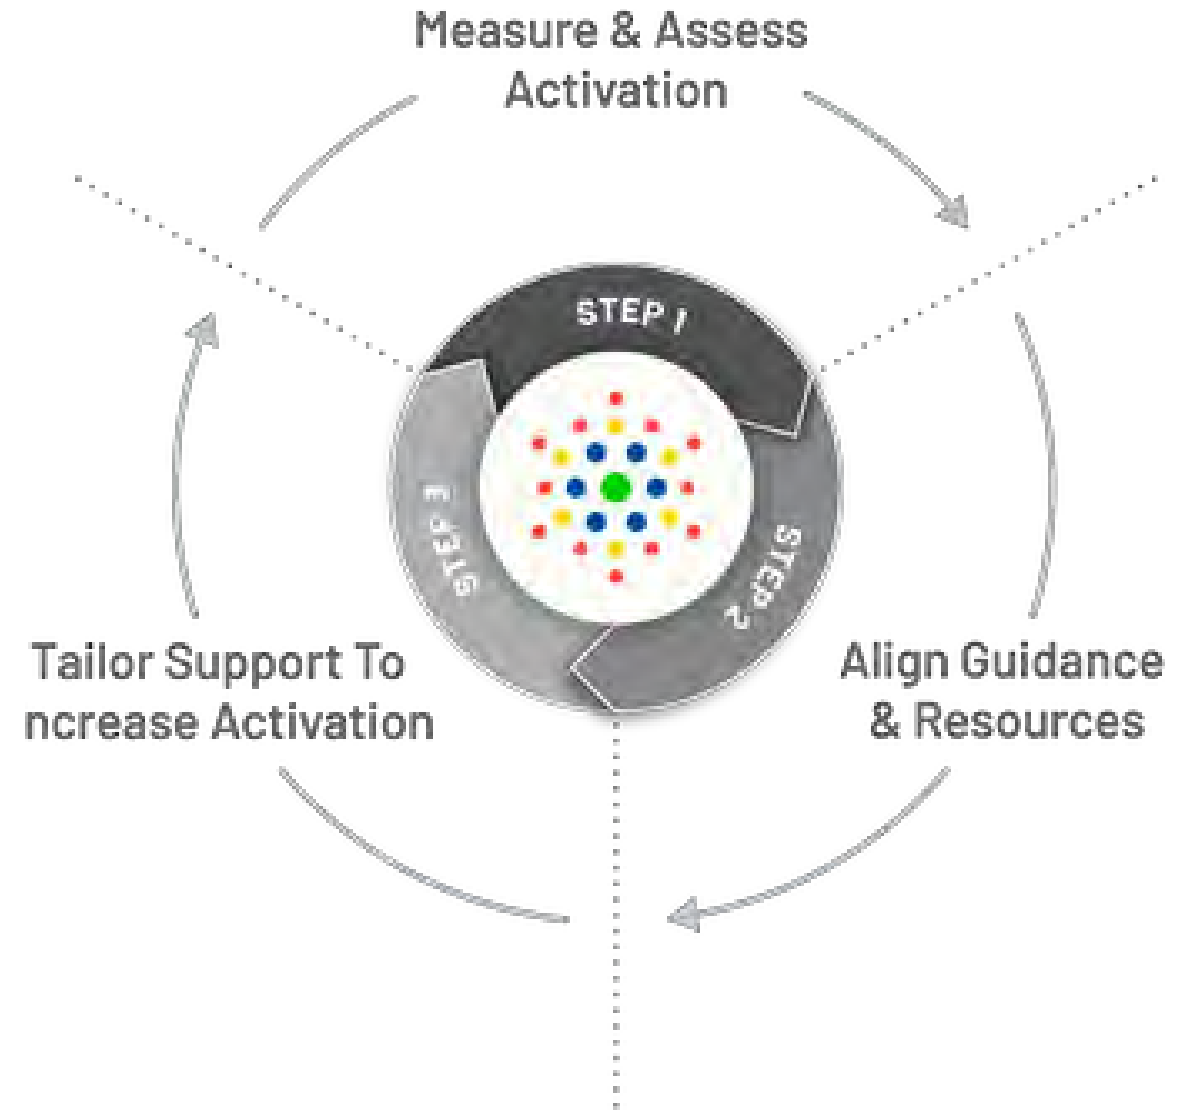 Measure & Assess
Activation
STEP 1
STEP 2
STEP 3
Align Guidance
& Resources
Tailor Support To
ncrease Activation